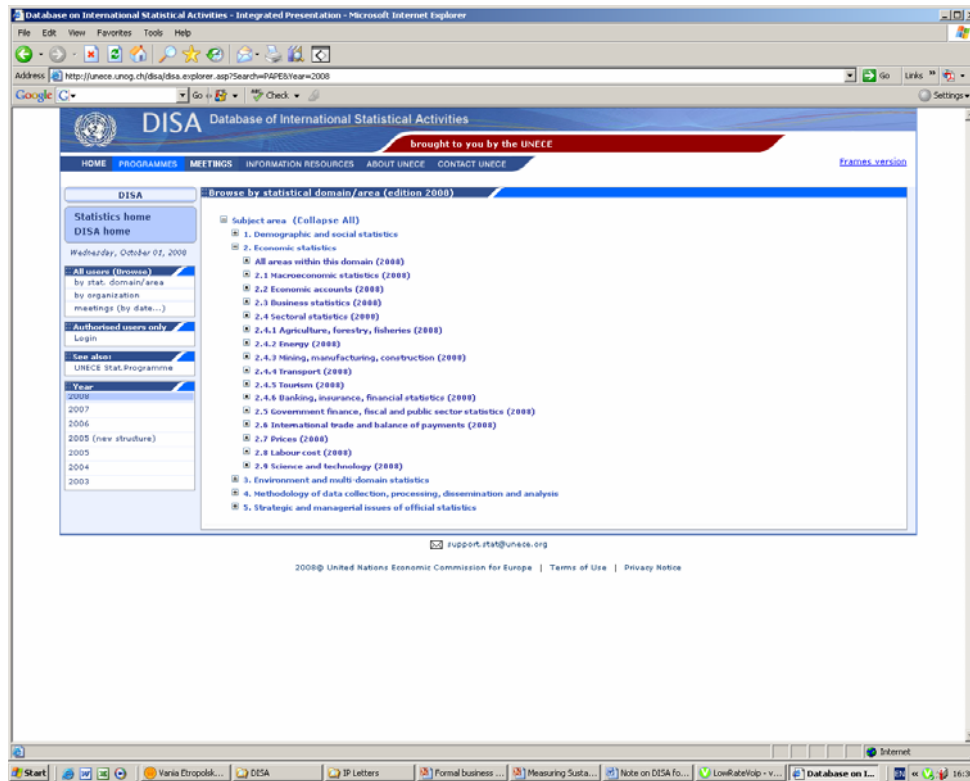 Database on International Statistical Activities - Integrated Presentation - Microsoft Internet Explorer
File Edit View Favorites Tools Help
Address http://unece.unog.ch/disa/disa.explorer.asp?Search=PAPE&Year=2008 Go Links »
Google G Go Check Settings
DISA Database of International Statistical Activities
brought to you by the UNECE
HOME PROGRAMMES MEETINGS INFORMATION RESOURCES ABOUT UNECE CONTACT UNECE Frames version
DISA
Statistics home
DISA home
Wednesday, October 01, 2008
All users (Browse)
by stat. domain/area
by organization
meetings (by date...)
Authorised users only
Login
See also:
UNECE Stat.Programme
Year
2008
2007
2006
2005 (new structure)
2005
2004
2003
Browse by statistical domain/area (edition 2008)
Subject area (Collapse All)
1. Demographic and social statistics
2. Economic statistics
All areas within this domain (2008)
2.1 Macroeconomic statistics (2008)
2.2 Economic accounts (2008)
2.3 Business statistics (2008)
2.4 Sectoral statistics (2008)
2.4.1 Agriculture, forestry, fisheries (2008)
2.4.2 Energy (2008)
2.4.3 Mining, manufacturing, construction (2008)
2.4.4 Transport (2008)
2.4.5 Tourism (2008)
2.4.6 Banking, insurance, financial statistics (2008)
2.5 Government finance, fiscal and public sector statistics (2008)
2.6 International trade and balance of payments (2008)
2.7 Prices (2008)
2.8 Labour cost (2008)
2.9 Science and technology (2008)
3. Environment and multi-domain statistics
4. Methodology of data collection, processing, dissemination and analysis
5. Strategic and managerial issues of official statistics
support.stat@unece.org
2008© United Nations Economic Commission for Europe | Terms of Use | Privacy Notice
Internet
Start Vania Etropolsk... DISA IP Letters Formal business ... Measuring Susta... Note on DISA fo... LowRateVoip - v... Database on I... EN «